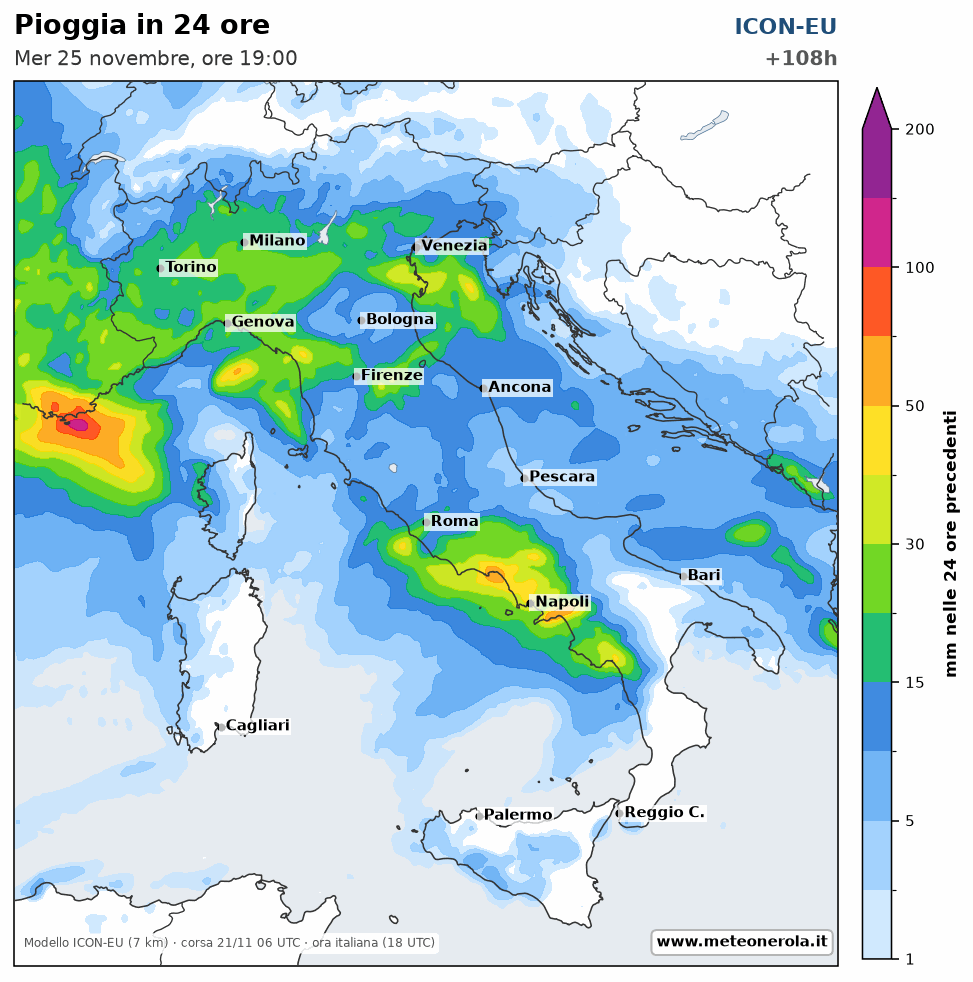 Pioggia in 24 ore
ICON-EU
Mer 25 novembre, ore 19:00
+108h
200
100
50
30
15
5
1
mm nelle 24 ore precedenti
Milano
Venezia
Torino
Genova
Bologna
Firenze
Ancona
Pescara
Roma
Bari
Napoli
Cagliari
Palermo
Reggio C.
Modello ICON-EU (7 km) · corsa 21/11 06 UTC · ora italiana (18 UTC)
www.meteonerola.it